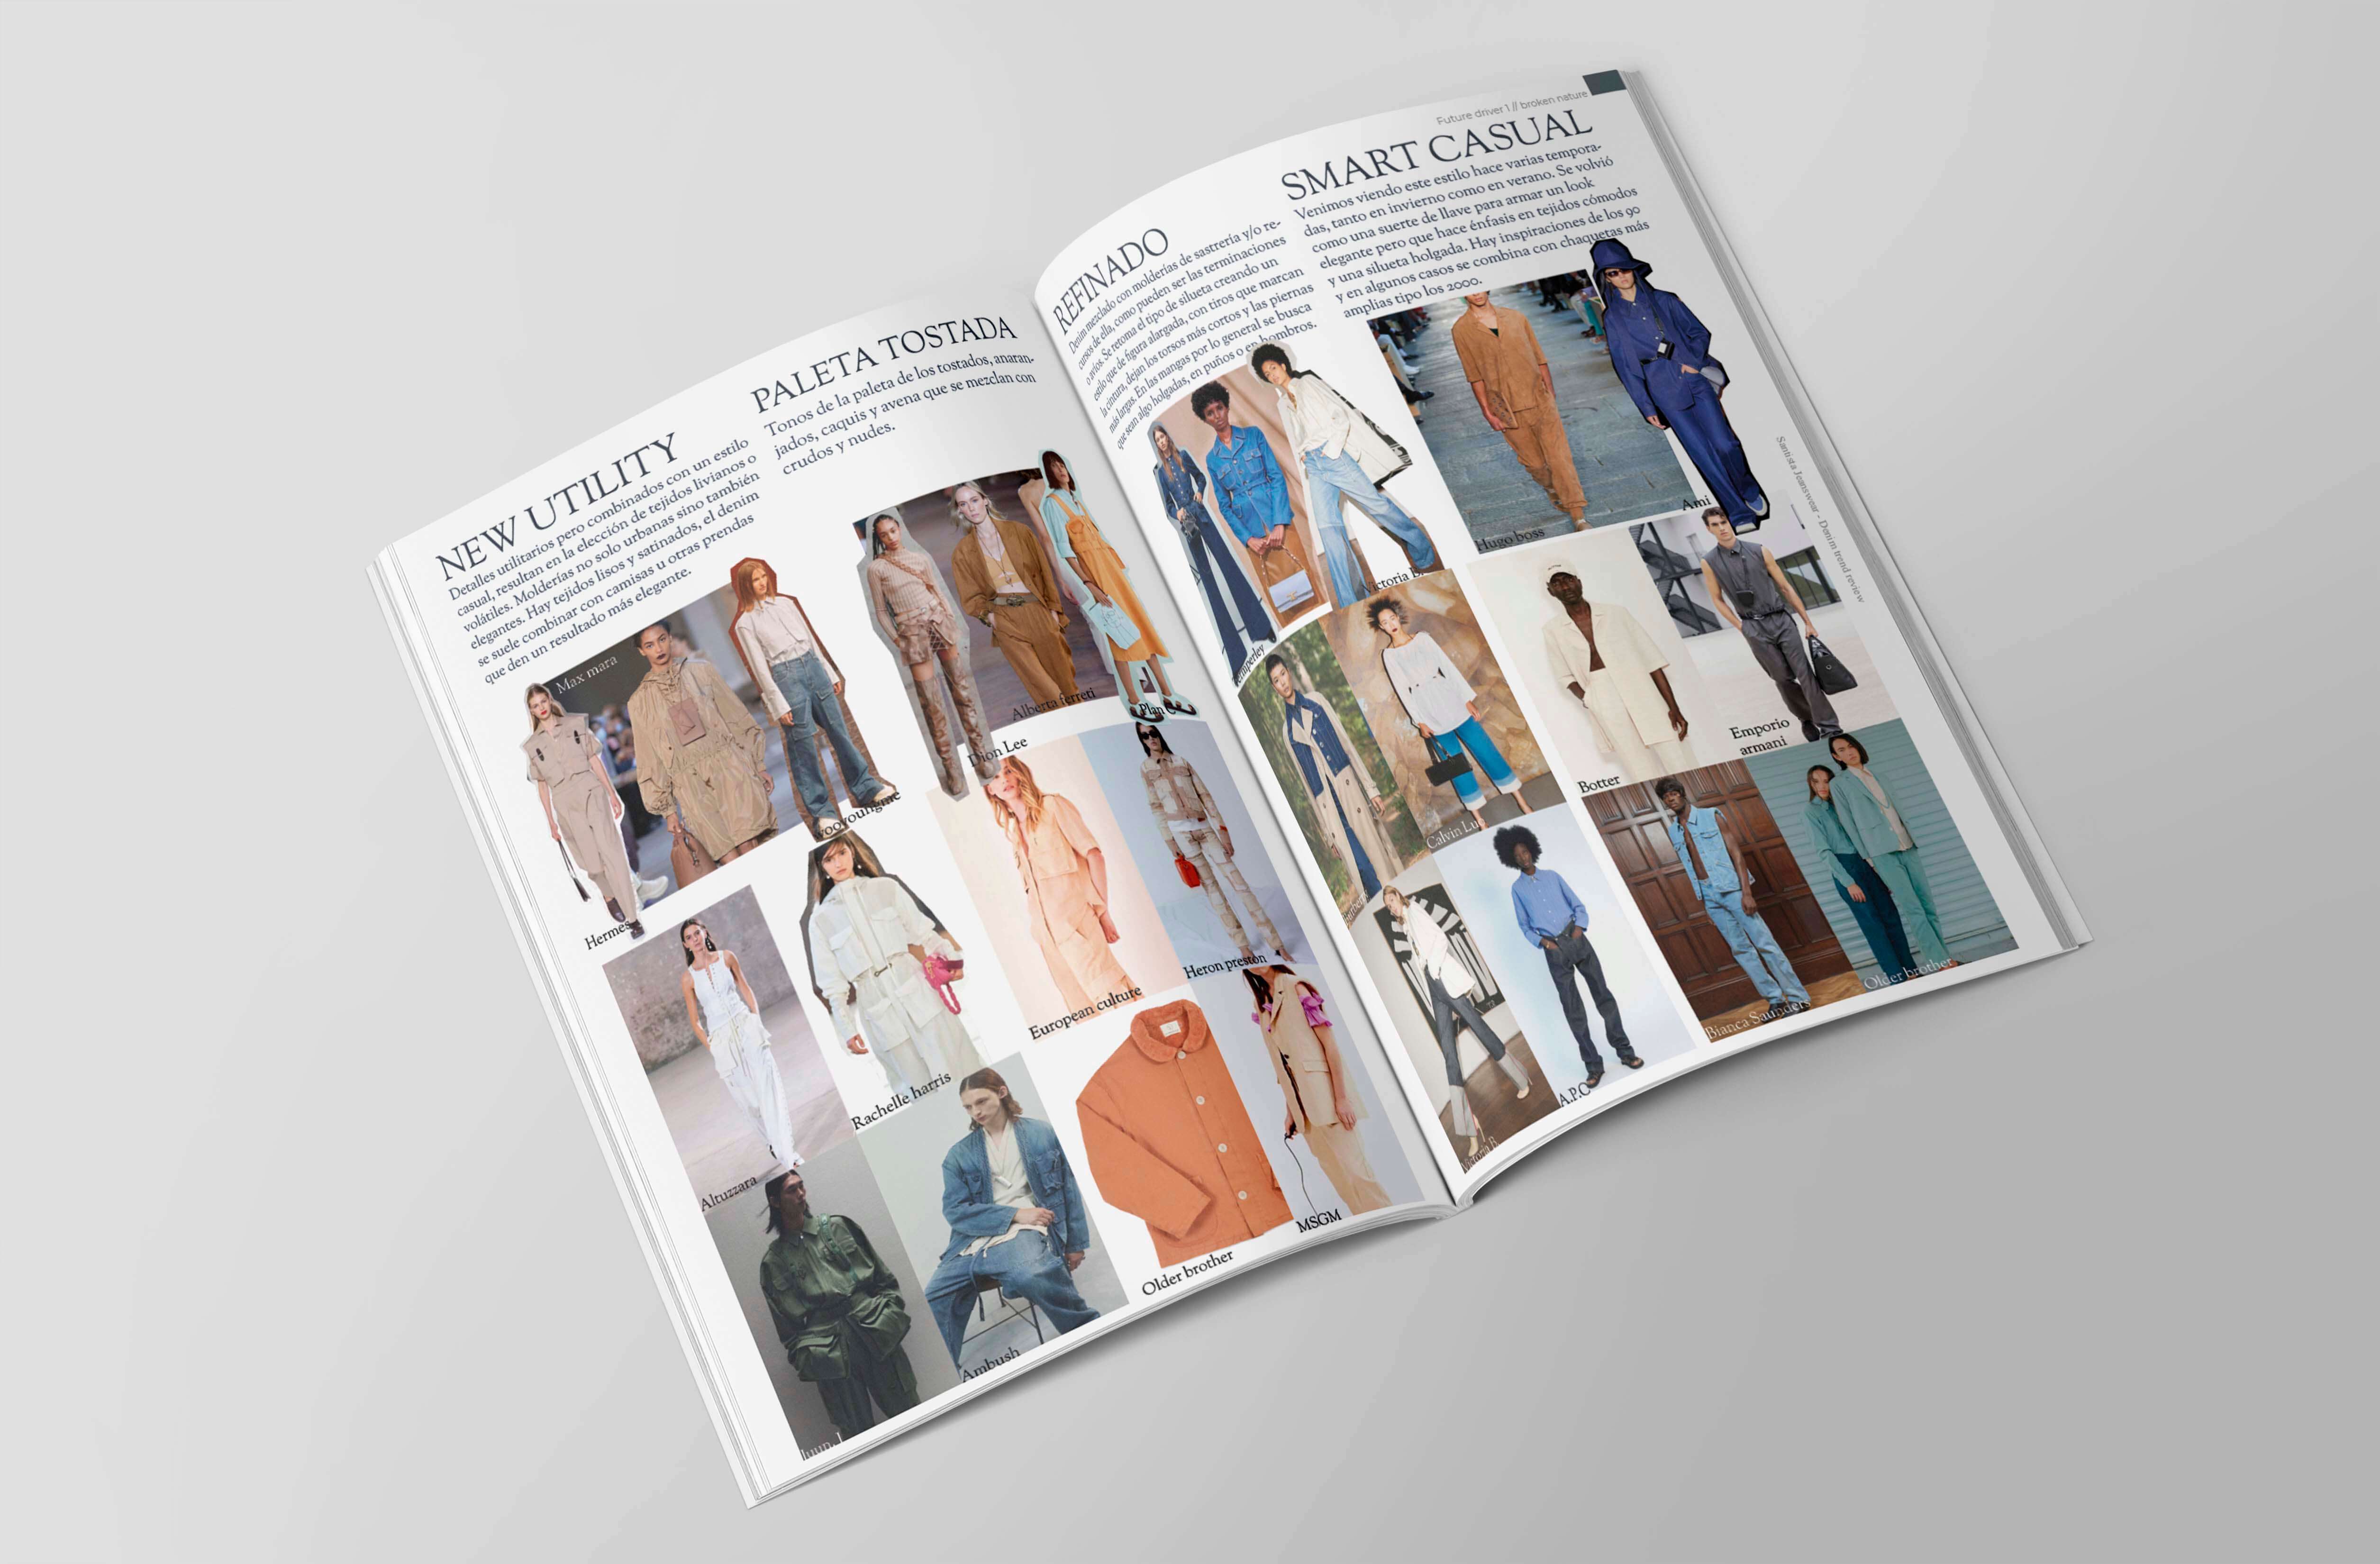 NEW UTILITY
Detalles utilitarios pero combinados con un estilo
casual, resultan en la elección de tejidos livianos o
volátiles. Molderías no solo urbanas sino también
elegantes. Hay tejidos lisos y satinados, el denim
se suele combinar con camisas u otras prendas
que den un resultado más elegante.
Max mara
Hermes
wooyoungme
Altuzzara
Rachelle harris
Juun. J
Ambush
PALETA TOSTADA
Tonos de la paleta de los tostados, anaran-
jados, caquis y avena que se mezclan con
crudos y nudes.
Dion Lee
Alberta ferreti
Plan C
European culture
Heron preston
Older brother
MSGM
REFINADO
Denim mezclado con molderías de sastrería y/o re-
cursos de ella, como pueden ser las terminaciones
o avíos. Se retoma el tipo de silueta creando un
estilo que de figura alargada, con tiros que marcan
la cintura, dejan los torsos más cortos y las piernas
más largas. En las mangas por lo general se busca
que sean algo holgadas, en puños o en hombros.
Temperley
Victoria B.
Calvin Luo
Victoria B.
A.P.C
Future driver 1 // broken nature
SMART CASUAL
Venimos viendo este estilo hace varias tempora-
das, tanto en invierno como en verano. Se volvió
como una suerte de llave para armar un look
elegante pero que hace énfasis en tejidos cómodos
y una silueta holgada. Hay inspiraciones de los 90
y en algunos casos se combina con chaquetas más
amplias tipo los 2000.
Hugo boss
Ami
Botter
Emporio
armani
Bianca Saunders
Older brother
Santista Jeanswear - Denim trend review